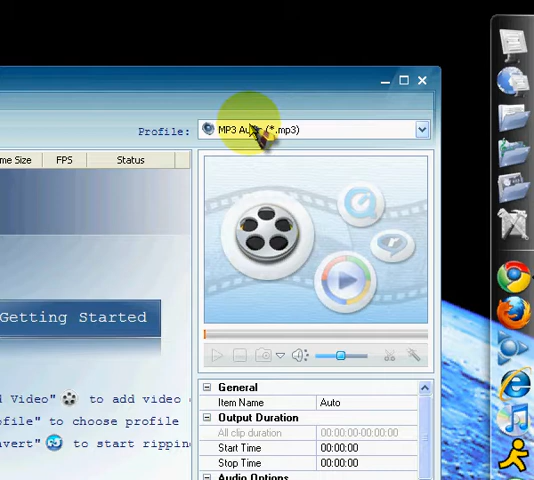 Profile:
MP3 Au (*.mp3)
me Size FPS Status
Getting Started
d Video" to add video
ofile" to choose profile
vert" to start rippin
General
Item Name Auto
Output Duration
All clip duration 00:00:00-00:00:00
Start Time 00:00:00
Stop Time 00:00:00
Audio Options